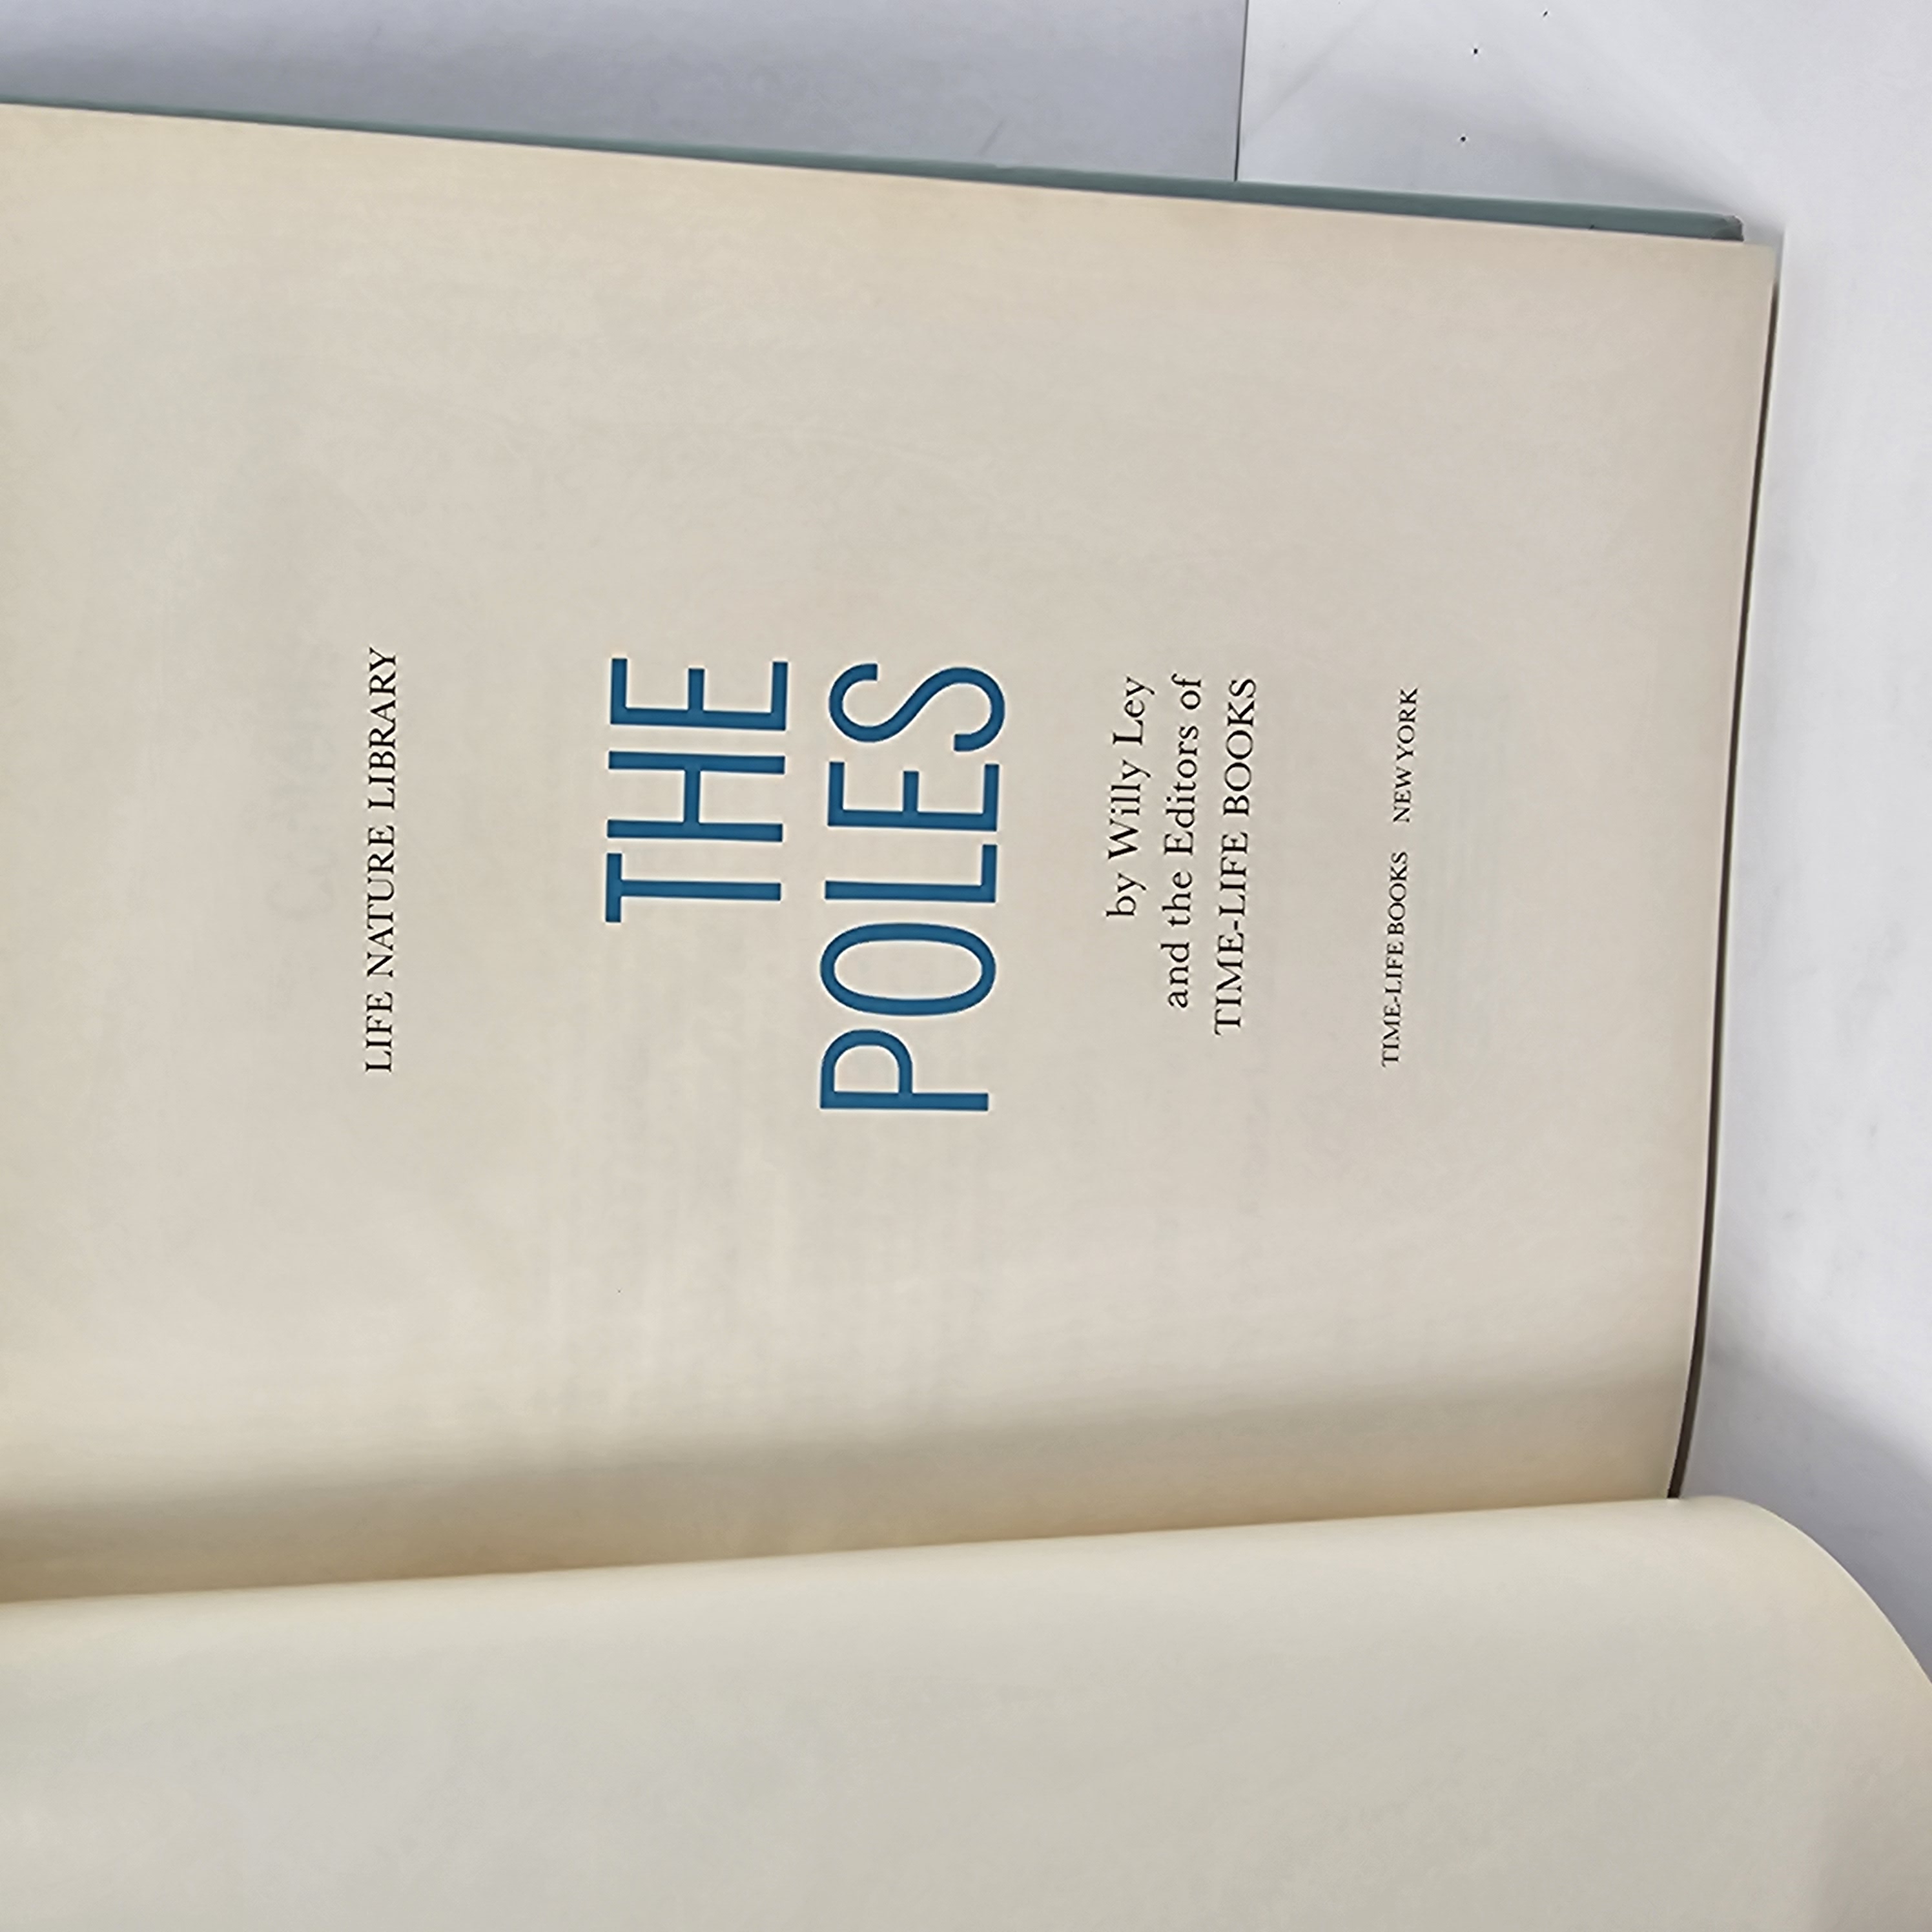 LIFE NATURE LIBRARY
THE
POLES
by Willy Ley
and the Editors of
TIME-LIFE BOOKS
TIME-LIFE BOOKS NEW YORK